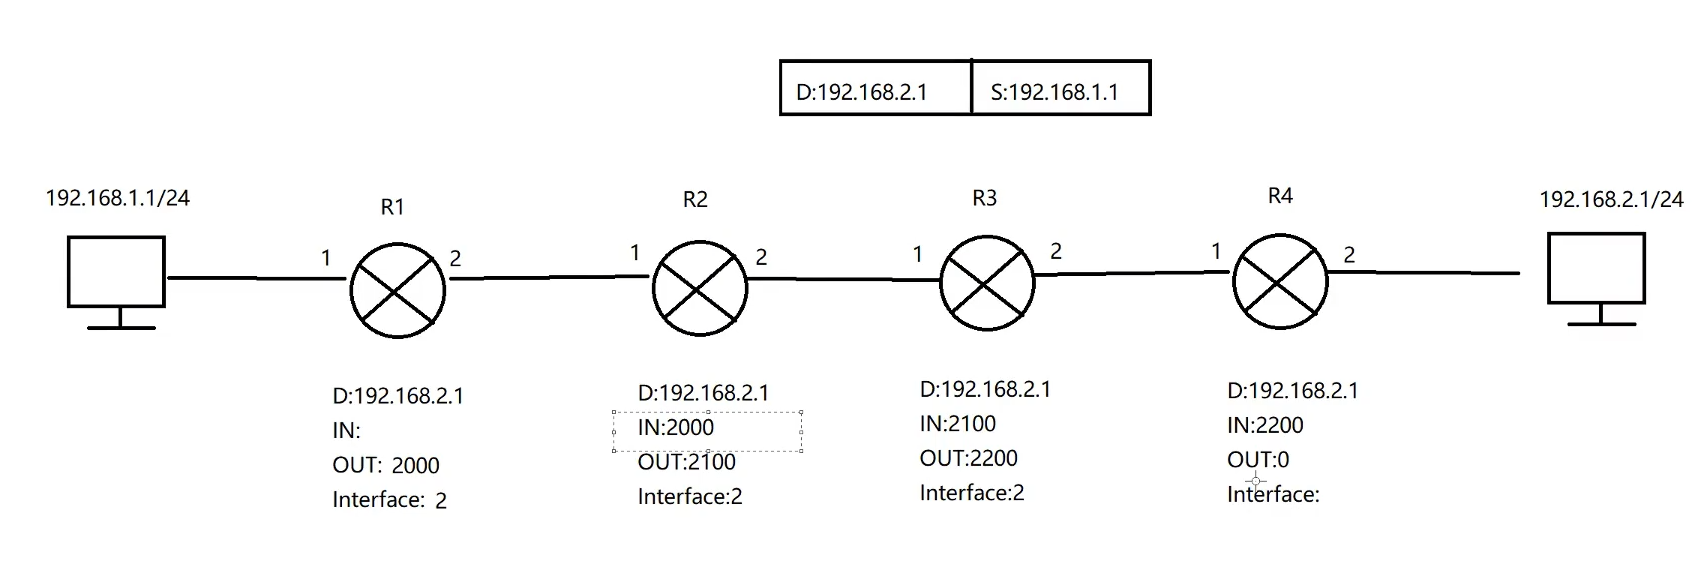 D:192.168.2.1 S:192.168.1.1
192.168.1.1/24
R1
R2
R3
R4
192.168.2.1/24
1 2
1 2
1 2
1 2
D:192.168.2.1
IN:
OUT: 2000
Interface: 2
D:192.168.2.1
IN:2000
OUT:2100
Interface:2
D:192.168.2.1
IN:2100
OUT:2200
Interface:2
D:192.168.2.1
IN:2200
OUT:0
Interface: